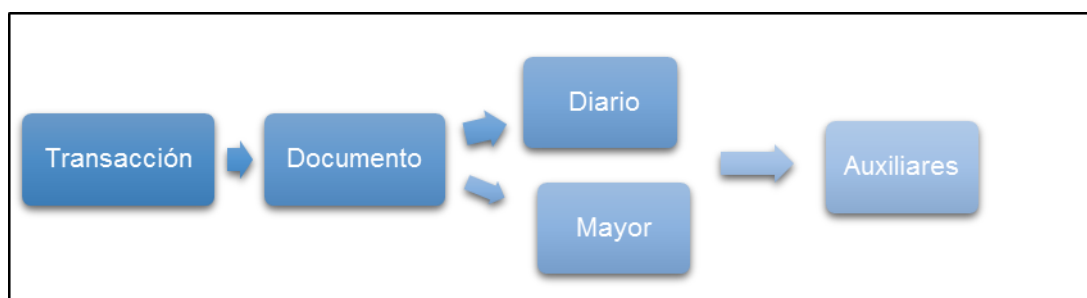 Transacción
Documento
Diario
Mayor
Auxiliares